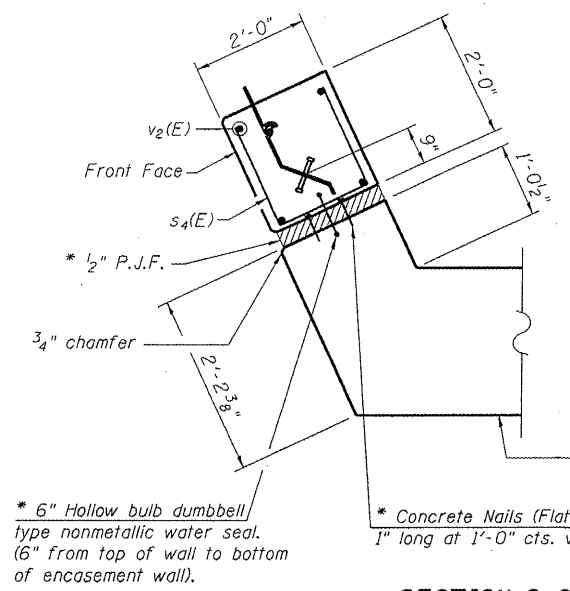 2'-0"
2'-0"
v2(E)
Front Face
9"
1'-0½"
s4(E)
* ½" P.J.F.
¾" chamfer
2'-2⅜"
* 6" Hollow bulb dumbbell
type nonmetallic water seal.
(6" from top of wall to bottom
of encasement wall).
* Concrete Nails (Flat
1" long at 1'-0" cts.